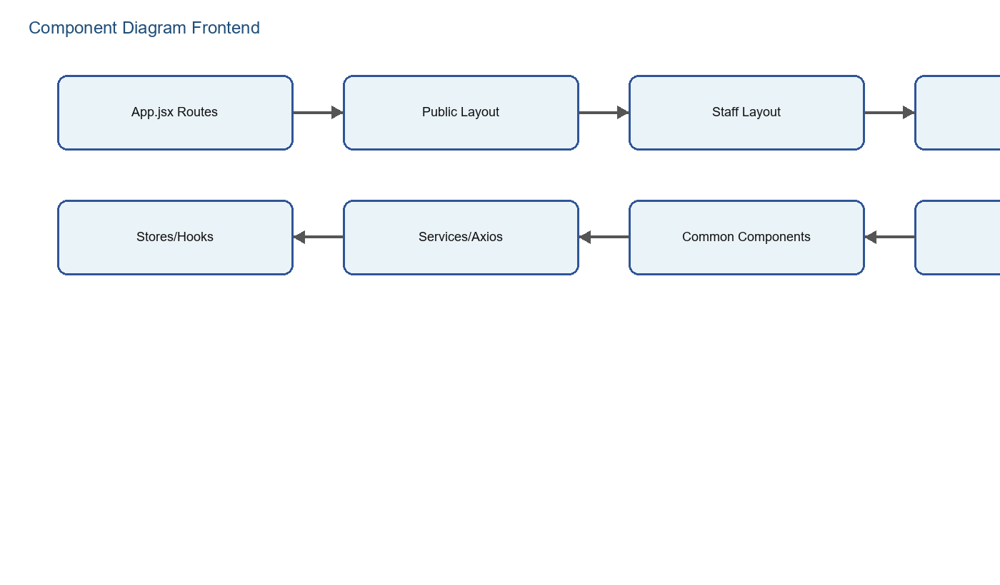 Component Diagram Frontend
App.jsx Routes
Public Layout
Staff Layout
Stores/Hooks
Services/Axios
Common Components